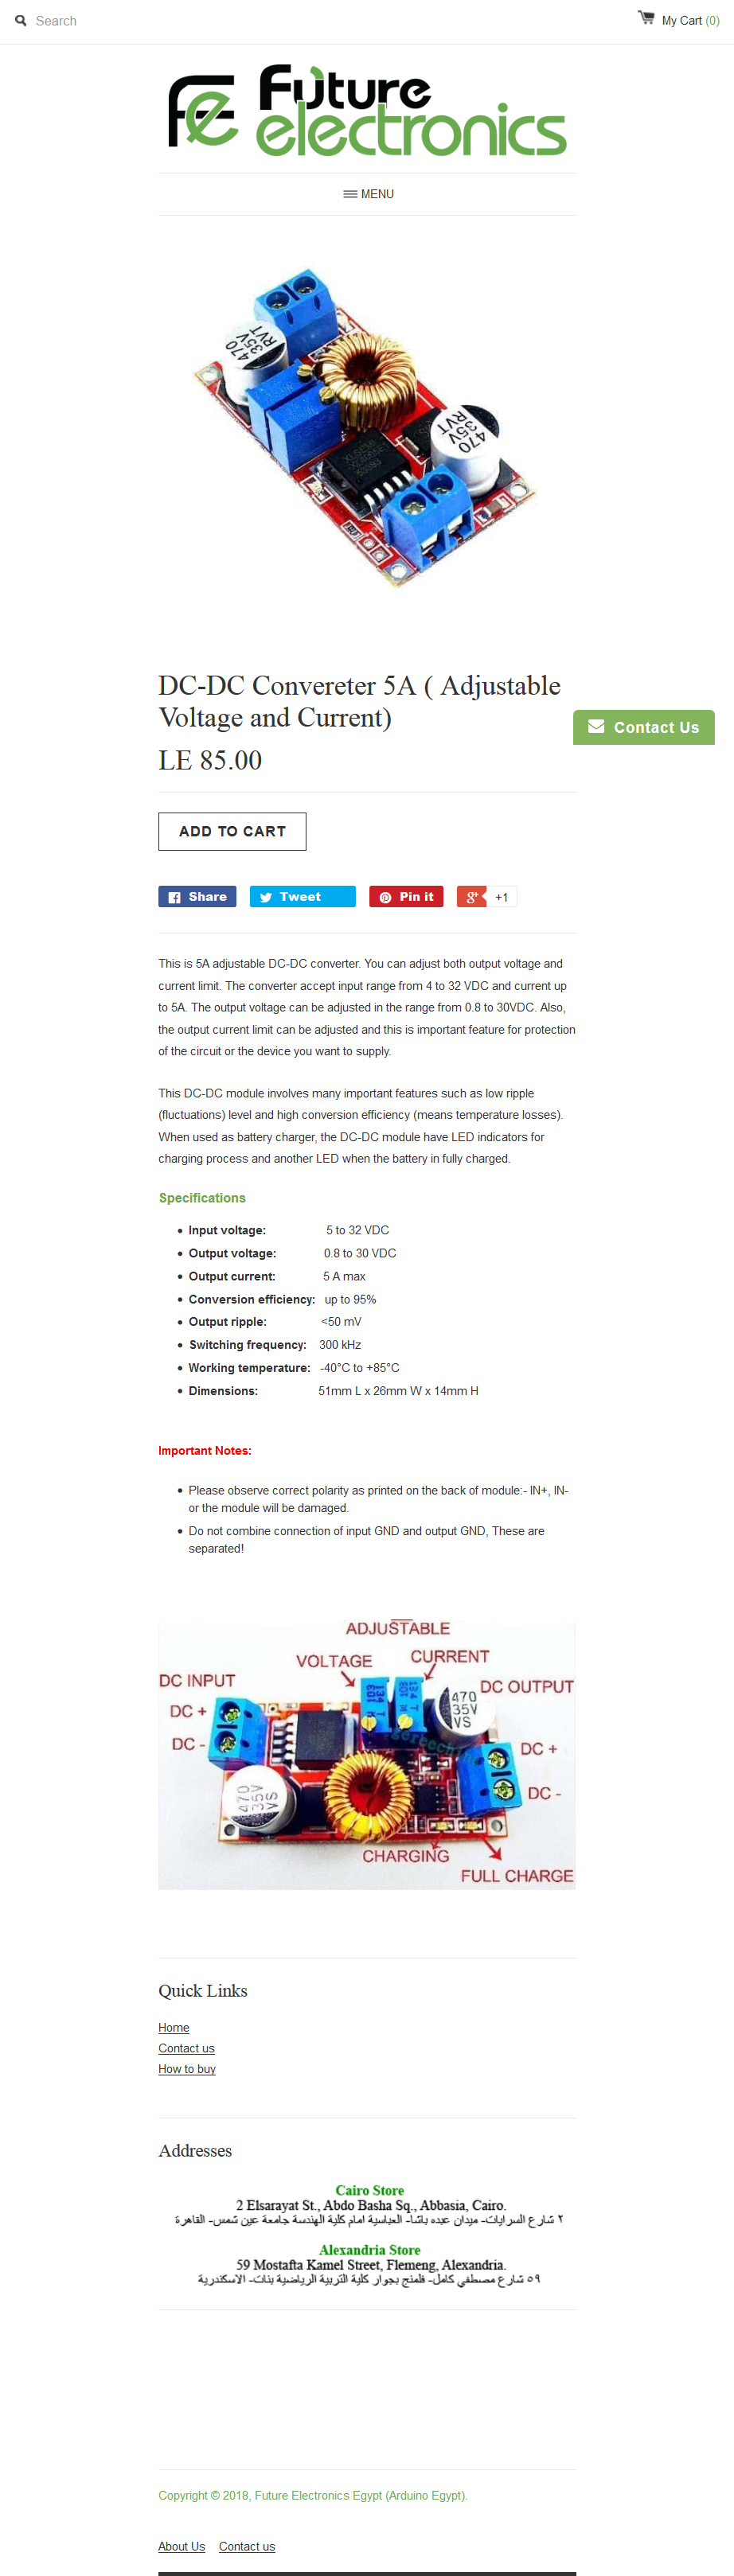 Search
My Cart (0)
Future
electronics
MENU
470
35V
RVT
470
35V
RVT
DC-DC Convereter 5A ( Adjustable
Voltage and Current)
LE 85.00
Contact Us
ADD TO CART
Share
Tweet
Pin it
g+
+1
This is 5A adjustable DC-DC converter. You can adjust both output voltage and
current limit. The converter accept input range from 4 to 32 VDC and current up
to 5A. The output voltage can be adjusted in the range from 0.8 to 30VDC. Also,
the output current limit can be adjusted and this is important feature for protection
of the circuit or the device you want to supply.
This DC-DC module involves many important features such as low ripple
(fluctuations) level and high conversion efficiency (means temperature losses).
When used as battery charger, the DC-DC module have LED indicators for
charging process and another LED when the battery in fully charged.
Specifications
Input voltage: 5 to 32 VDC
Output voltage: 0.8 to 30 VDC
Output current: 5 A max
Conversion efficiency: up to 95%
Output ripple: <50 mV
Switching frequency: 300 kHz
Working temperature: -40°C to +85°C
Dimensions: 51mm L x 26mm W x 14mm H
Important Notes:
Please observe correct polarity as printed on the back of module:- IN+, IN-
or the module will be damaged.
Do not combine connection of input GND and output GND, These are
separated!
ADJUSTABLE
VOLTAGE
CURRENT
DC INPUT
DC OUTPUT
DC +
DC -
470
35V
VS
DC +
DC -
470
35V
VS
CHARGING
FULL CHARGE
Quick Links
Home
Contact us
How to buy
Addresses
Cairo Store
2 Elsarayat St., Abdo Basha Sq., Abbasia, Cairo.
٢ شارع السرايات- ميدان عبده باشا- العباسية امام كلية الهندسة جامعة عين شمس- القاهرة
Alexandria Store
59 Mostafta Kamel Street, Flemeng, Alexandria.
٥٩ شارع مصطفي كامل- فلمنج بجوار كلية التربية الرياضية بنات- الاسكندرية
Copyright © 2018, Future Electronics Egypt (Arduino Egypt).
About Us
Contact us